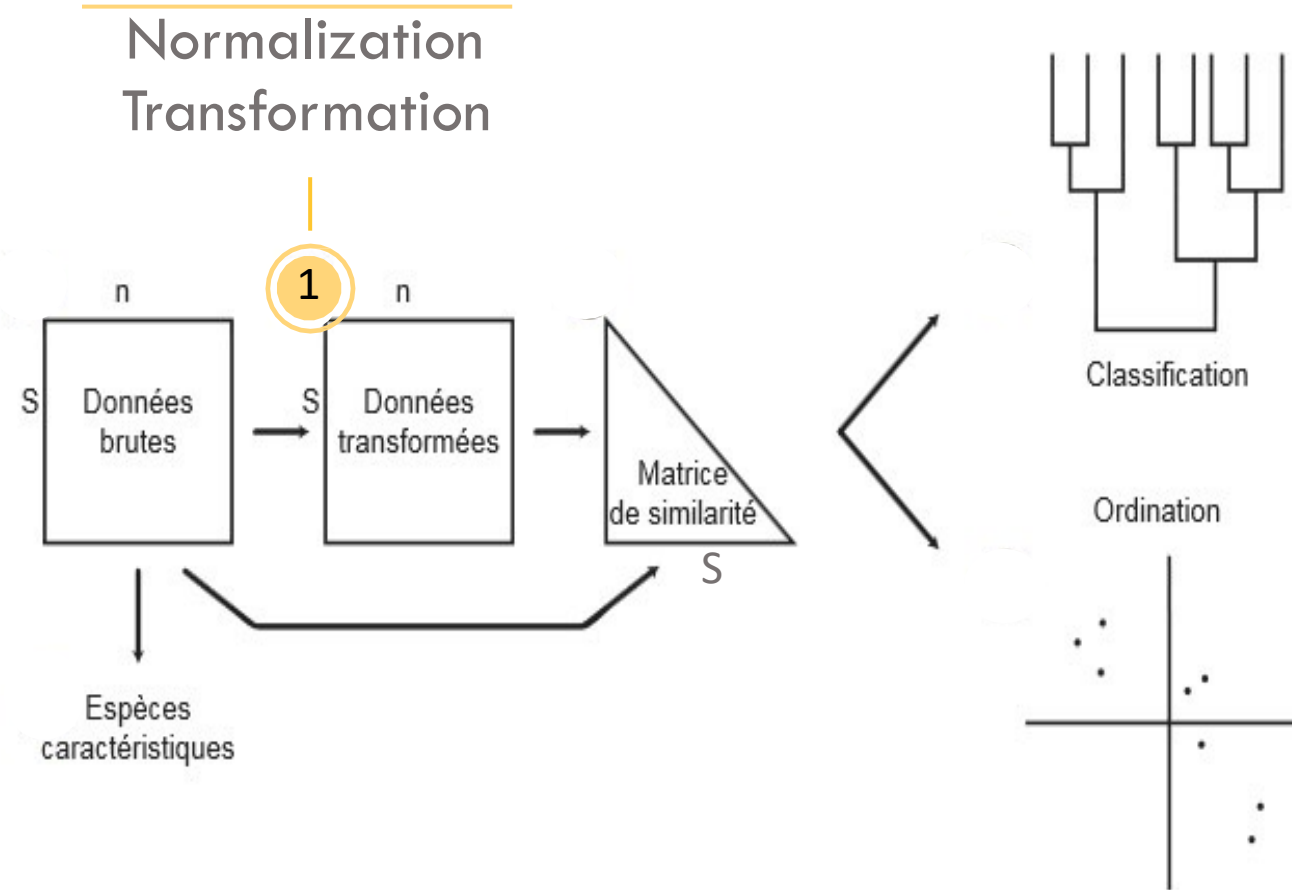 Normalization
Transformation
1
n
n
S
Données
brutes
S
Données
transformées
Matrice
de similarité
S
Espèces
caractéristiques
Classification
Ordination